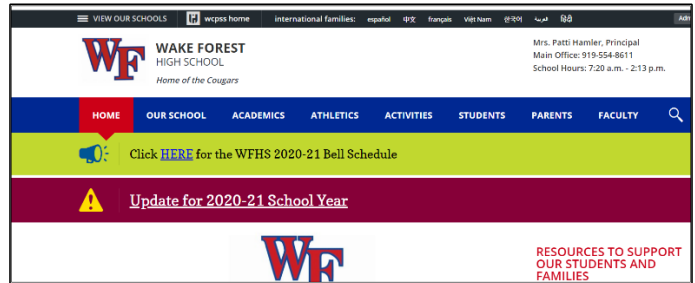 VIEW OUR SCHOOLS wcpss home international families: español 中文 français Việt Nam 한국어 العربية हिंदी
WF
WAKE FOREST
HIGH SCHOOL
Home of the Cougars
Mrs. Patti Hamler, Principal
Main Office: 919-554-8611
School Hours: 7:20 a.m. - 2:13 p.m.
HOME OUR SCHOOL ACADEMICS ATHLETICS ACTIVITIES STUDENTS PARENTS FACULTY
Click HERE for the WFHS 2020-21 Bell Schedule
Update for 2020-21 School Year
WF
RESOURCES TO SUPPORT
OUR STUDENTS AND
FAMILIES